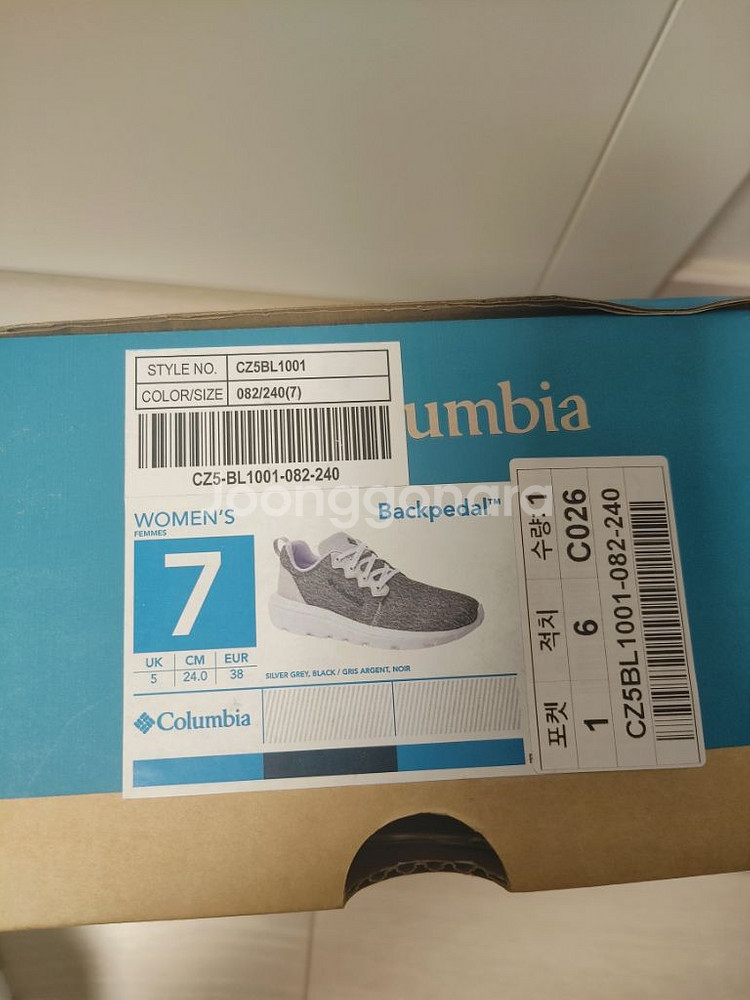 STYLE NO. CZ5BL1001
COLOR/SIZE 082/240(7)
CZ5-BL1001-082-240
umbia
Joonggonara
WOMEN'S
FEMMES
Backpedal™
7
UK CM EUR
5 24.0 38
SILVER GREY, BLACK / GRIS ARGENT, NOIR
Columbia
포켓 적치 수량: 1
1 6 C026
CZ5BL1001-082-240